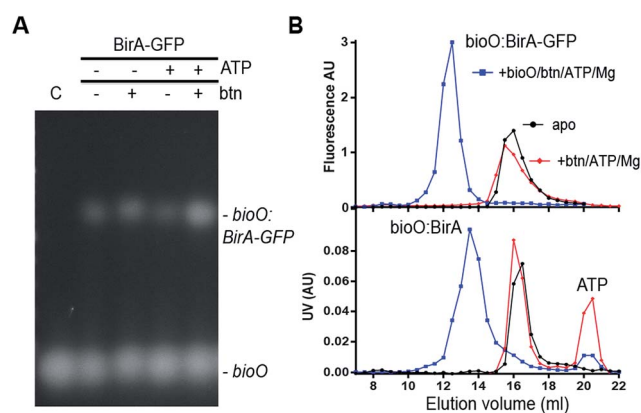 A
BirA-GFP
ATP
- - + +
C - + - + btn
- bioO:
BirA-GFP
- bioO
B
bioO:BirA-GFP
Fluorescence AU
3
2
1
0
+bioO/btn/ATP/Mg
apo
+btn/ATP/Mg
bioO:BirA
UV (AU)
0.08
0.06
0.04
0.02
0.00
ATP
8 10 12 14 16 18 20 22
Elution volume (ml)